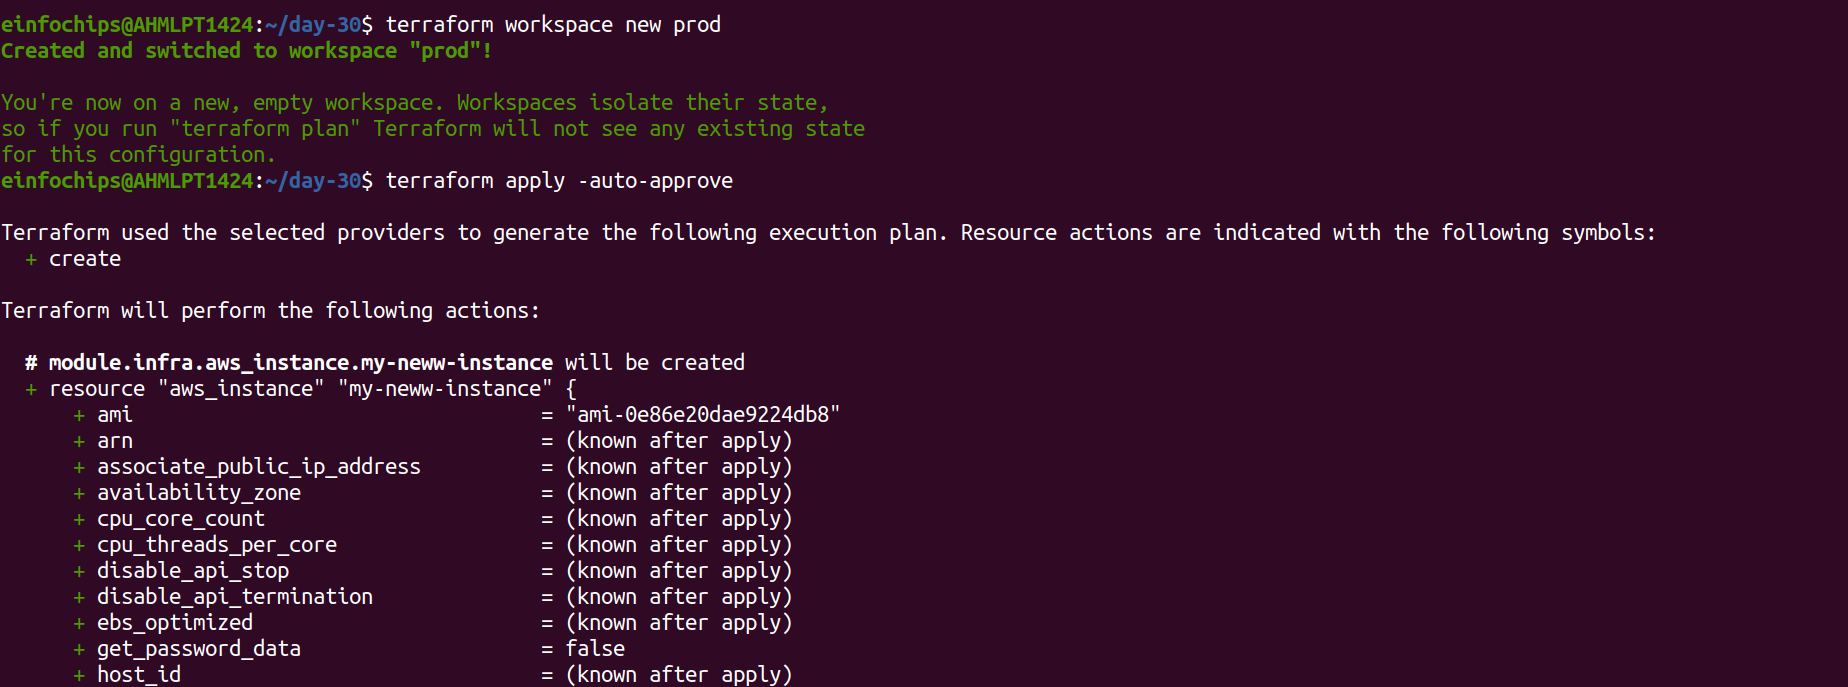 einfochips@AHMLPT1424:~/day-30$ terraform workspace new prod
Created and switched to workspace "prod"!
You're now on a new, empty workspace. Workspaces isolate their state,
so if you run "terraform plan" Terraform will not see any existing state
for this configuration.
einfochips@AHMLPT1424:~/day-30$ terraform apply -auto-approve
Terraform used the selected providers to generate the following execution plan. Resource actions are indicated with the following symbols:
  + create
Terraform will perform the following actions:
  # module.infra.aws_instance.my-neww-instance will be created
  + resource "aws_instance" "my-neww-instance" {
      + ami                                  = "ami-0e86e20dae9224db8"
      + arn                                  = (known after apply)
      + associate_public_ip_address          = (known after apply)
      + availability_zone                    = (known after apply)
      + cpu_core_count                       = (known after apply)
      + cpu_threads_per_core                 = (known after apply)
      + disable_api_stop                     = (known after apply)
      + disable_api_termination              = (known after apply)
      + ebs_optimized                        = (known after apply)
      + get_password_data                    = false
      + host_id                              = (known after apply)